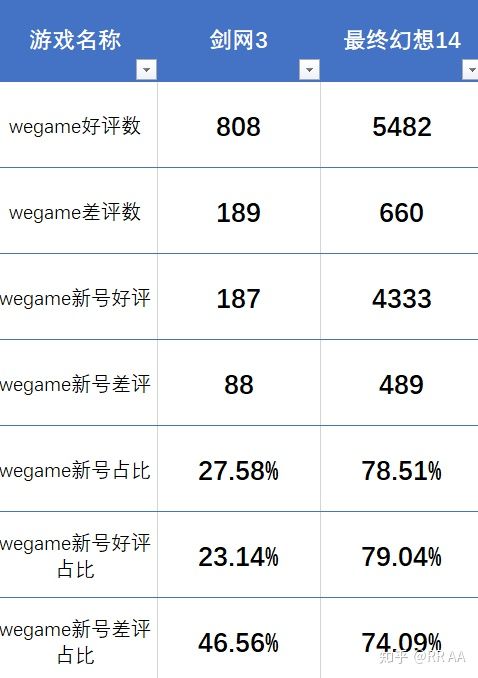 游戏名称 剑网3 最终幻想14
wegame好评数 808 5482
wegame差评数 189 660
wegame新号好评 187 4333
wegame新号差评 88 489
wegame新号占比 27.58% 78.51%
wegame新号好评
占比 23.14% 79.04%
wegame新号差评
占比 46.56% 74.09%
知乎 @RR AA